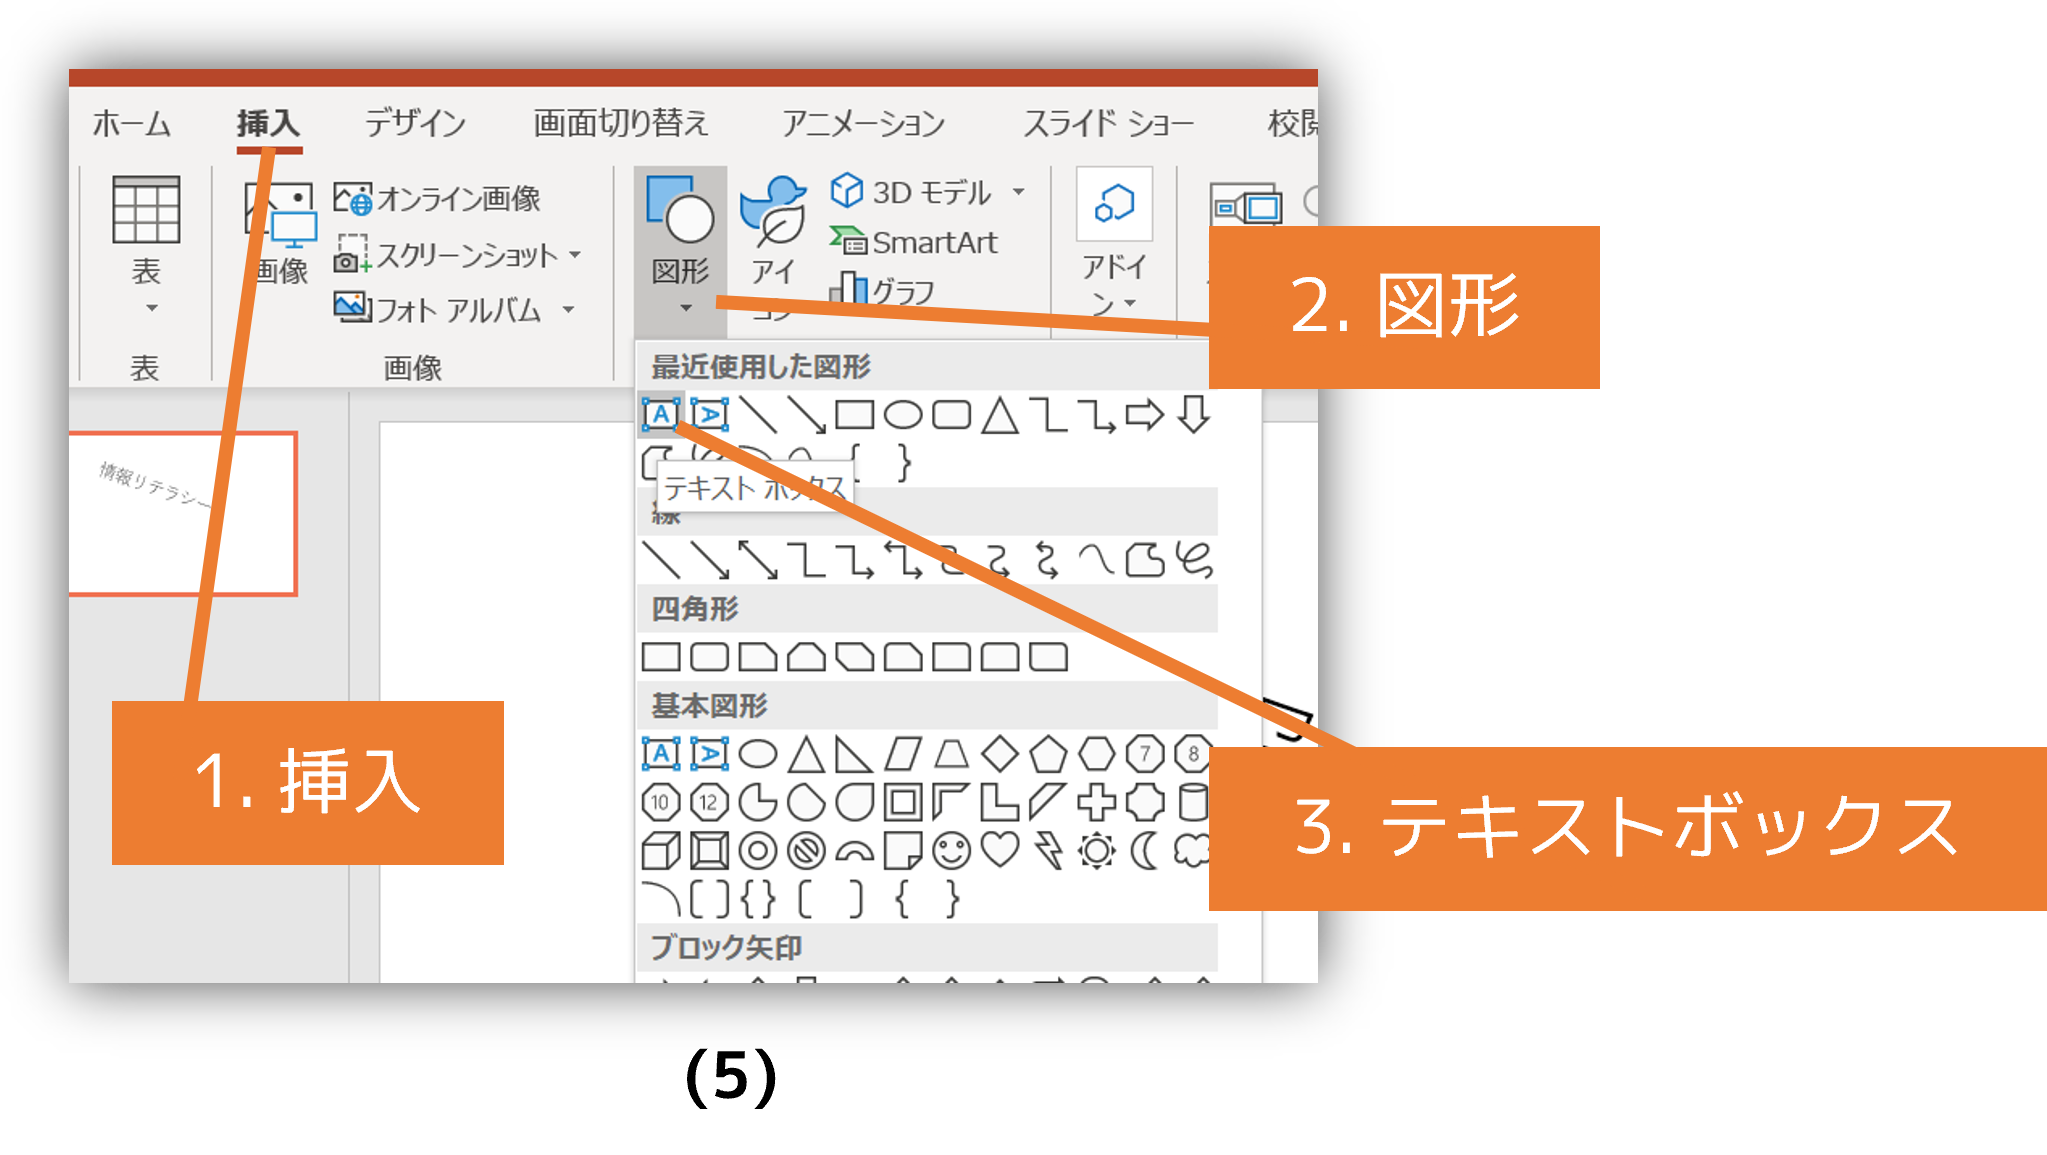 ホーム 挿入 デザイン 画面切り替え アニメーション スライド ショー 校閲
表
画像
オンライン画像
スクリーンショット
フォト アルバム
図形
アイ
コン
3D モデル
SmartArt
グラフ
アドイ
ン
表
画像
2. 図形
最近使用した図形
A A
テキスト ボックス
線
情報リテラシー
四角形
基本図形
A A 7 8
10 12
ブロック矢印
1. 挿入
3. テキストボックス
(5)